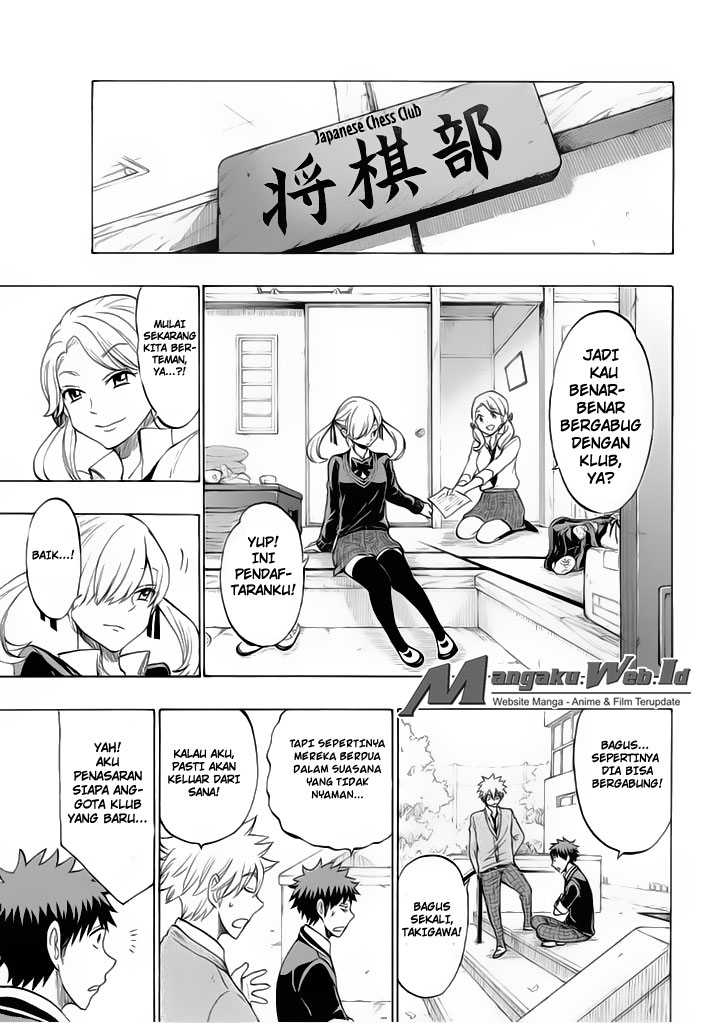 Japanese Chess Club
将棋部
JADI
KAU
BENAR-
BENAR
BERGABUG
DENGAN
KLUB,
YA?
YUP!
INI
PENDAF-
TARANKU!
MULAI
SEKARANG
KITA BER-
TEMAN,
YA...?!
BAIK...!
Mangaku.Web.Id
Website Manga - Anime & Film Terupdate
BAGUS...
SEPERTINYA
DIA BISA
BERGABUNG!
BAGUS
SEKALI,
TAKIGAWA!
TAPI SEPERTINYA
MEREKA BERDUA
DALAM SUASANA
YANG TIDAK
NYAMAN...
KALAU AKU,
PASTI AKAN
KELUAR DARI
SANA!
YAH!
AKU
PENASARAN
SIAPA ANG-
GOTA KLUB
YANG BARU...